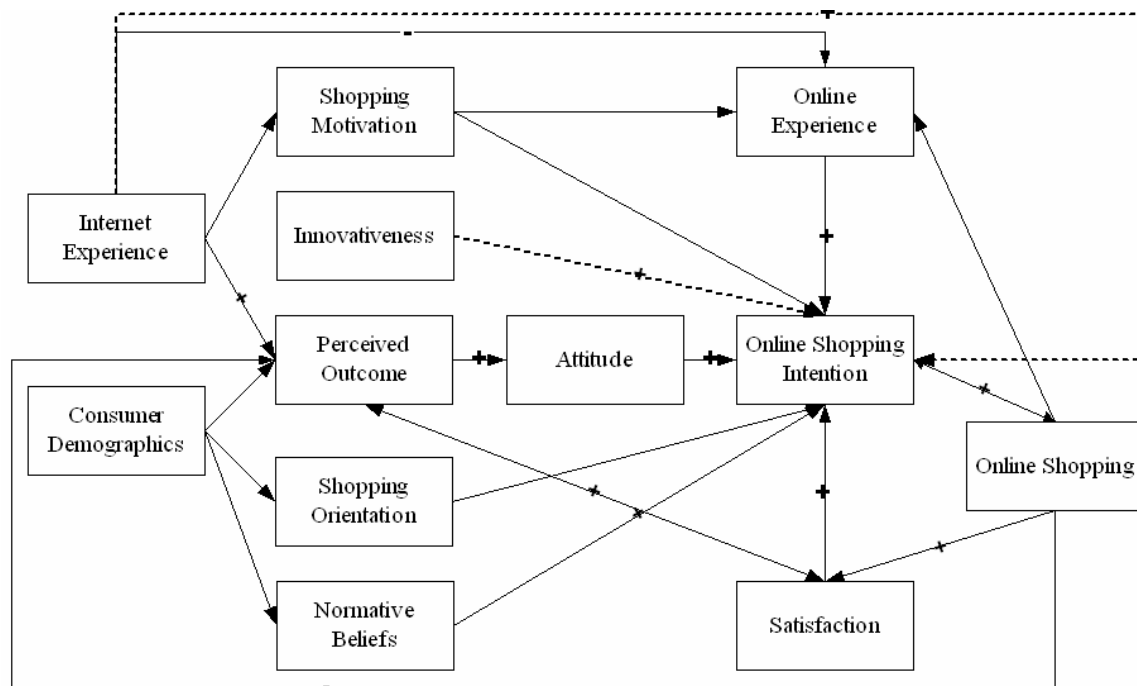 +
-
Shopping
Motivation
Online
Experience
Internet
Experience
Innovativeness
+
+
+
Perceived
Outcome
+
Attitude
+
Online Shopping
Intention
+
Consumer
Demographics
Online Shopping
Shopping
Orientation
+
+
+
+
Normative
Beliefs
Satisfaction